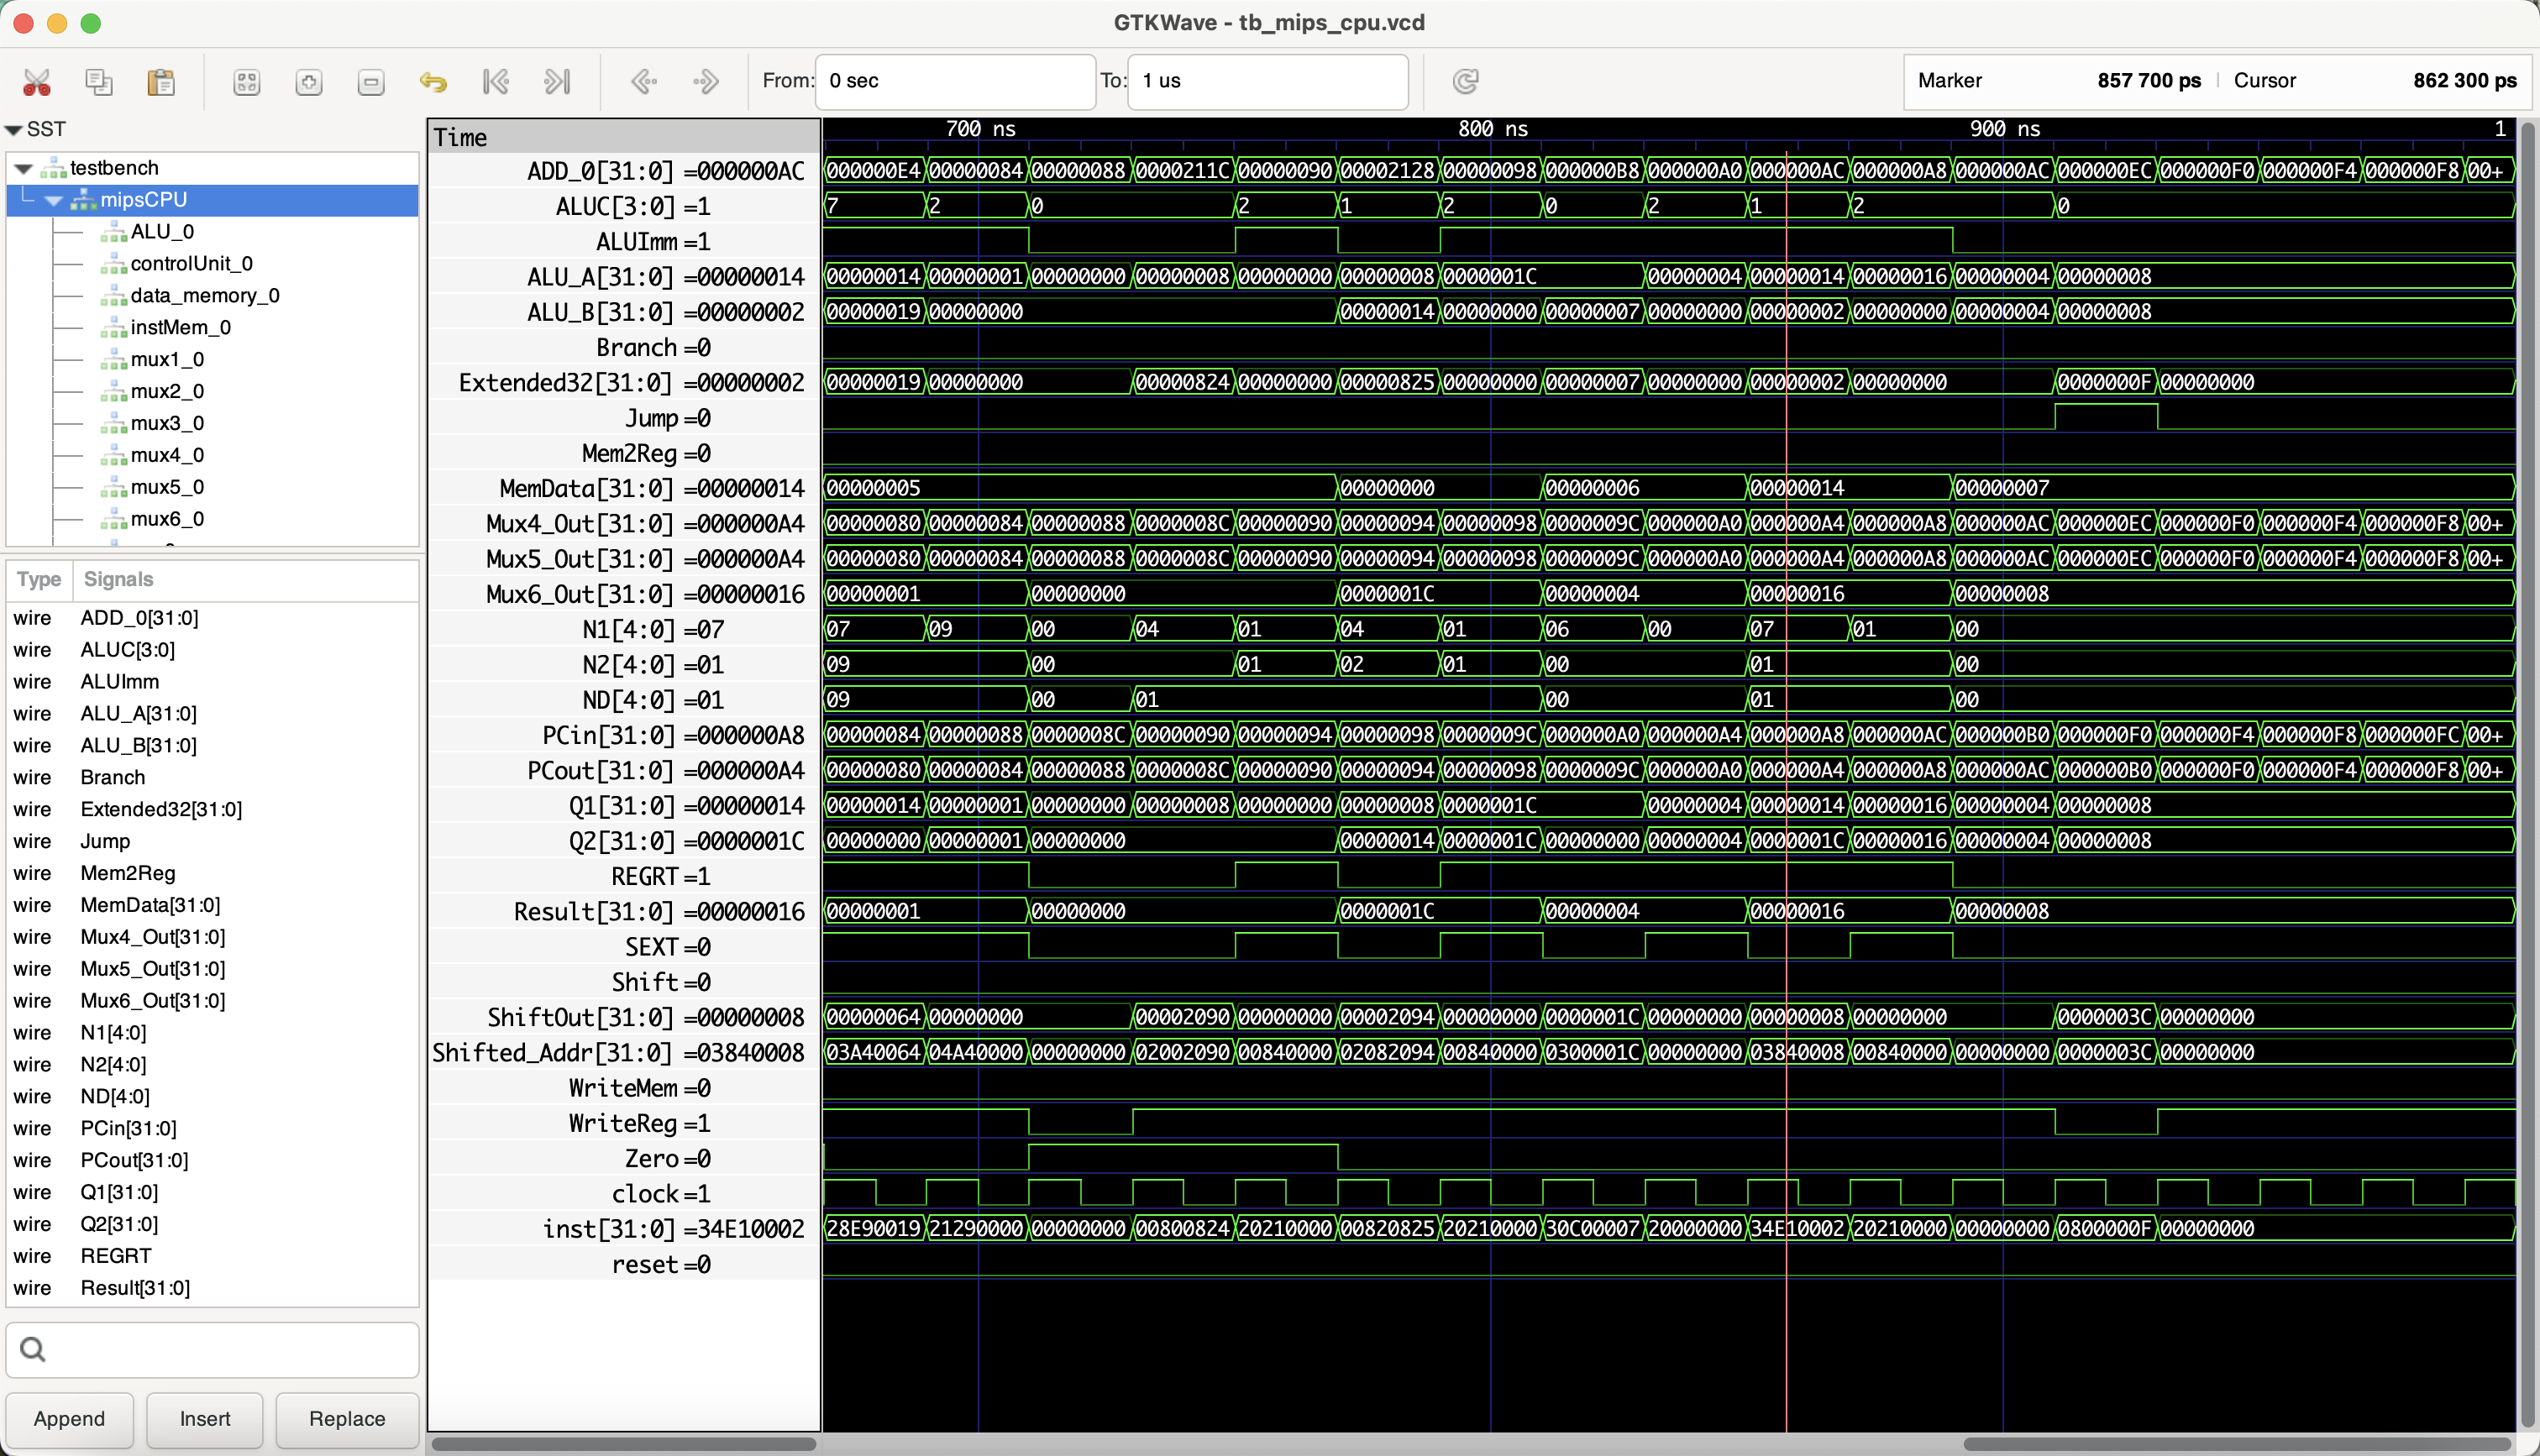 GTKWave - tb_mips_cpu.vcd
From: 0 sec To: 1 us Marker 857 700 ps | Cursor 862 300 ps
SST
testbench
mipsCPU
ALU_0
controlUnit_0
data_memory_0
instMem_0
mux1_0
mux2_0
mux3_0
mux4_0
mux5_0
mux6_0
Type Signals
wire ADD_0[31:0]
wire ALUC[3:0]
wire ALUImm
wire ALU_A[31:0]
wire ALU_B[31:0]
wire Branch
wire Extended32[31:0]
wire Jump
wire Mem2Reg
wire MemData[31:0]
wire Mux4_Out[31:0]
wire Mux5_Out[31:0]
wire Mux6_Out[31:0]
wire N1[4:0]
wire N2[4:0]
wire ND[4:0]
wire PCin[31:0]
wire PCout[31:0]
wire Q1[31:0]
wire Q2[31:0]
wire REGRT
wire Result[31:0]
Append Insert Replace
Time 700 ns 800 ns 900 ns 1
ADD_0[31:0] =000000AC 000000E4 00000084 00000088 0000211C 00000090 00002128 00000098 000000B8 000000A0 000000AC 000000A8 000000AC 000000EC 000000F0 000000F4 000000F8 00+
ALUC[3:0] =1 7 2 0 2 1 2 0 2 1 2 0
ALUImm =1
ALU_A[31:0] =00000014 00000014 00000001 00000000 00000008 00000000 00000008 0000001C 00000004 00000014 00000016 00000004 00000008
ALU_B[31:0] =00000002 00000019 00000000 00000014 00000000 00000007 00000000 00000002 00000000 00000004 00000008
Branch =0
Extended32[31:0] =00000002 00000019 00000000 00000824 00000000 00000825 00000000 00000007 00000000 00000002 00000000 0000000F 00000000
Jump =0
Mem2Reg =0
MemData[31:0] =00000014 00000005 00000000 00000006 00000014 00000007
Mux4_Out[31:0] =000000A4 00000080 00000084 00000088 0000008C 00000090 00000094 00000098 0000009C 000000A0 000000A4 000000A8 000000AC 000000EC 000000F0 000000F4 000000F8 00+
Mux5_Out[31:0] =000000A4 00000080 00000084 00000088 0000008C 00000090 00000094 00000098 0000009C 000000A0 000000A4 000000A8 000000AC 000000EC 000000F0 000000F4 000000F8 00+
Mux6_Out[31:0] =00000016 00000001 00000000 0000001C 00000004 00000016 00000008
N1[4:0] =07 07 09 00 04 01 04 01 06 00 07 01 00
N2[4:0] =01 09 00 01 02 01 00 01 00
ND[4:0] =01 09 00 01 00 01 00
PCin[31:0] =000000A8 00000084 00000088 0000008C 00000090 00000094 00000098 0000009C 000000A0 000000A4 000000A8 000000AC 000000B0 000000F0 000000F4 000000F8 000000FC 00+
PCout[31:0] =000000A4 00000080 00000084 00000088 0000008C 00000090 00000094 00000098 0000009C 000000A0 000000A4 000000A8 000000AC 000000B0 000000F0 000000F4 000000F8 00+
Q1[31:0] =00000014 00000014 00000001 00000000 00000008 00000000 00000008 0000001C 00000004 00000014 00000016 00000004 00000008
Q2[31:0] =0000001C 00000000 00000001 00000000 00000014 0000001C 00000000 00000004 0000001C 00000016 00000004 00000008
REGRT =1
Result[31:0] =00000016 00000001 00000000 0000001C 00000004 00000016 00000008
SEXT =0
Shift =0
ShiftOut[31:0] =00000008 00000064 00000000 00002090 00000000 00002094 00000000 0000001C 00000000 00000008 00000000 0000003C 00000000
Shifted_Addr[31:0] =03840008 03A40064 04A40000 00000000 02002090 00840000 02082094 00840000 0300001C 00000000 03840008 00840000 00000000 0000003C 00000000
WriteMem =0
WriteReg =1
Zero =0
clock =1
inst[31:0] =34E10002 28E90019 21290000 00000000 00800824 20210000 00820825 20210000 30C00007 20000000 34E10002 20210000 00000000 0800000F 00000000
reset =0